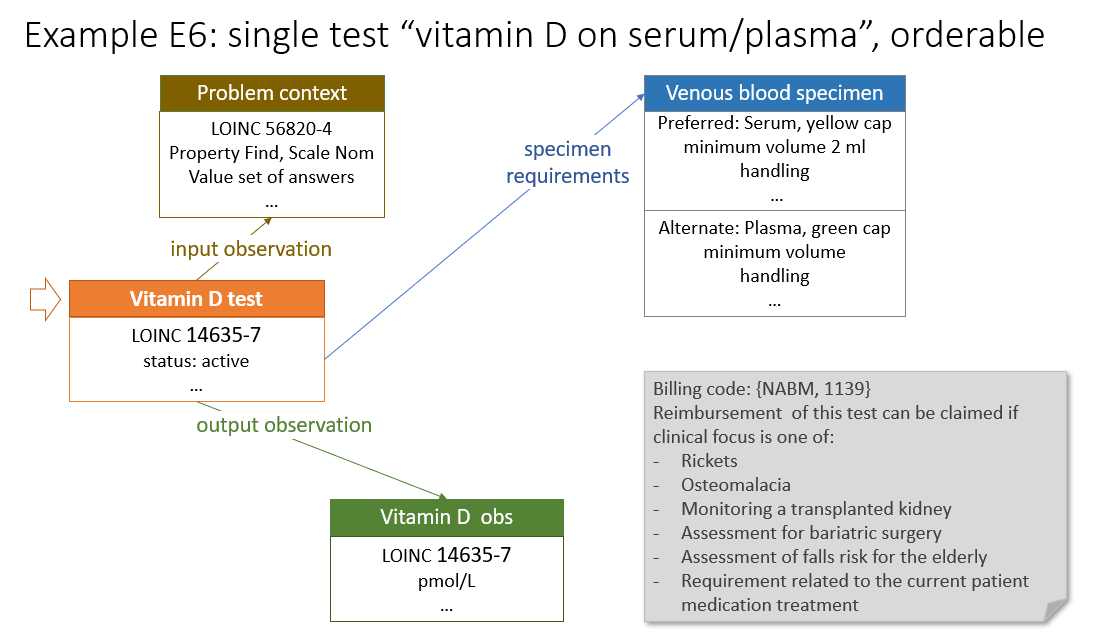 Example E6: single test “vitamin D on serum/plasma”, orderable
Problem context
LOINC 56820-4
Property Find, Scale Nom
Value set of answers
...
input observation
Vitamin D test
LOINC 14635-7
status: active
...
output observation
Vitamin D  obs
LOINC 14635-7
pmol/L
...
specimen
requirements
Venous blood specimen
Preferred: Serum, yellow cap
minimum volume 2 ml
handling
...
Alternate: Plasma, green cap
minimum volume
handling
...
Billing code: {NABM, 1139}
Reimbursement  of this test can be claimed if
clinical focus is one of:
- Rickets
- Osteomalacia
- Monitoring a transplanted kidney
- Assessment for bariatric surgery
- Assessment of falls risk for the elderly
- Requirement related to the current patient
medication treatment